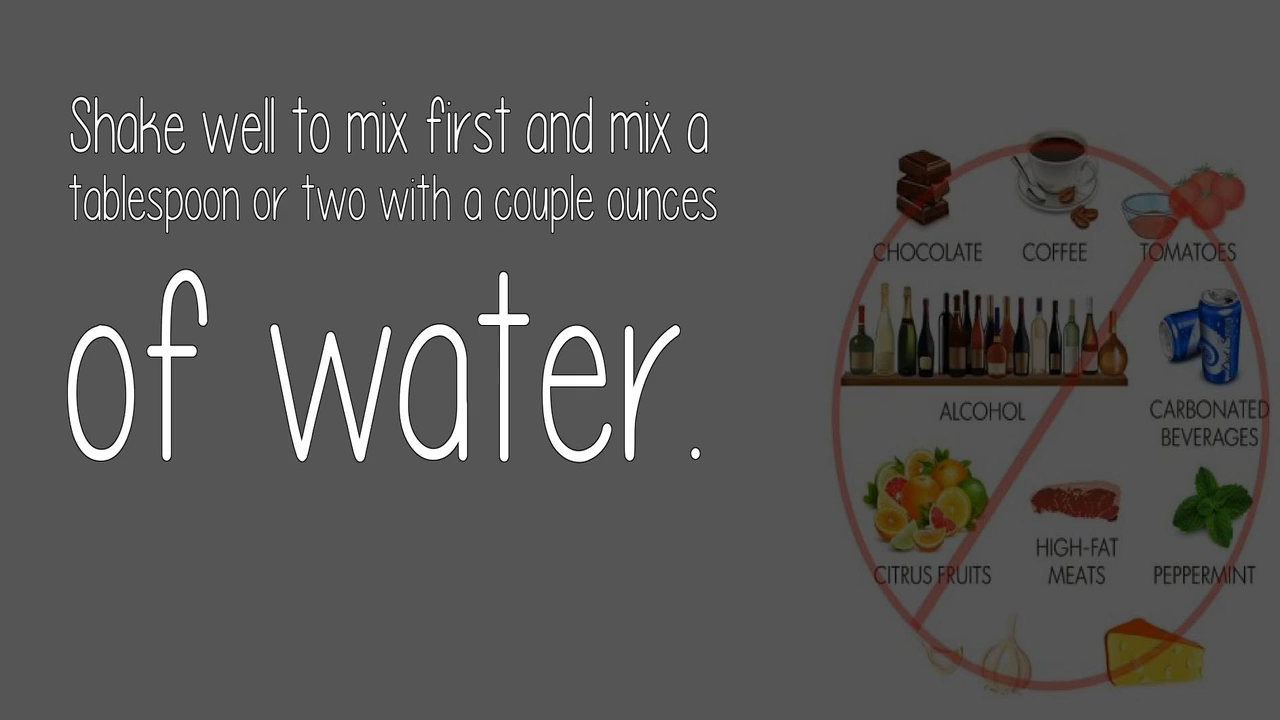 Shake well to mix first and mix a
tablespoon or two with a couple ounces
of water.
CHOCOLATE
COFFEE
TOMATOES
ALCOHOL
CARBONATED
BEVERAGES
CITRUS FRUITS
HIGH-FAT
MEATS
PEPPERMINT